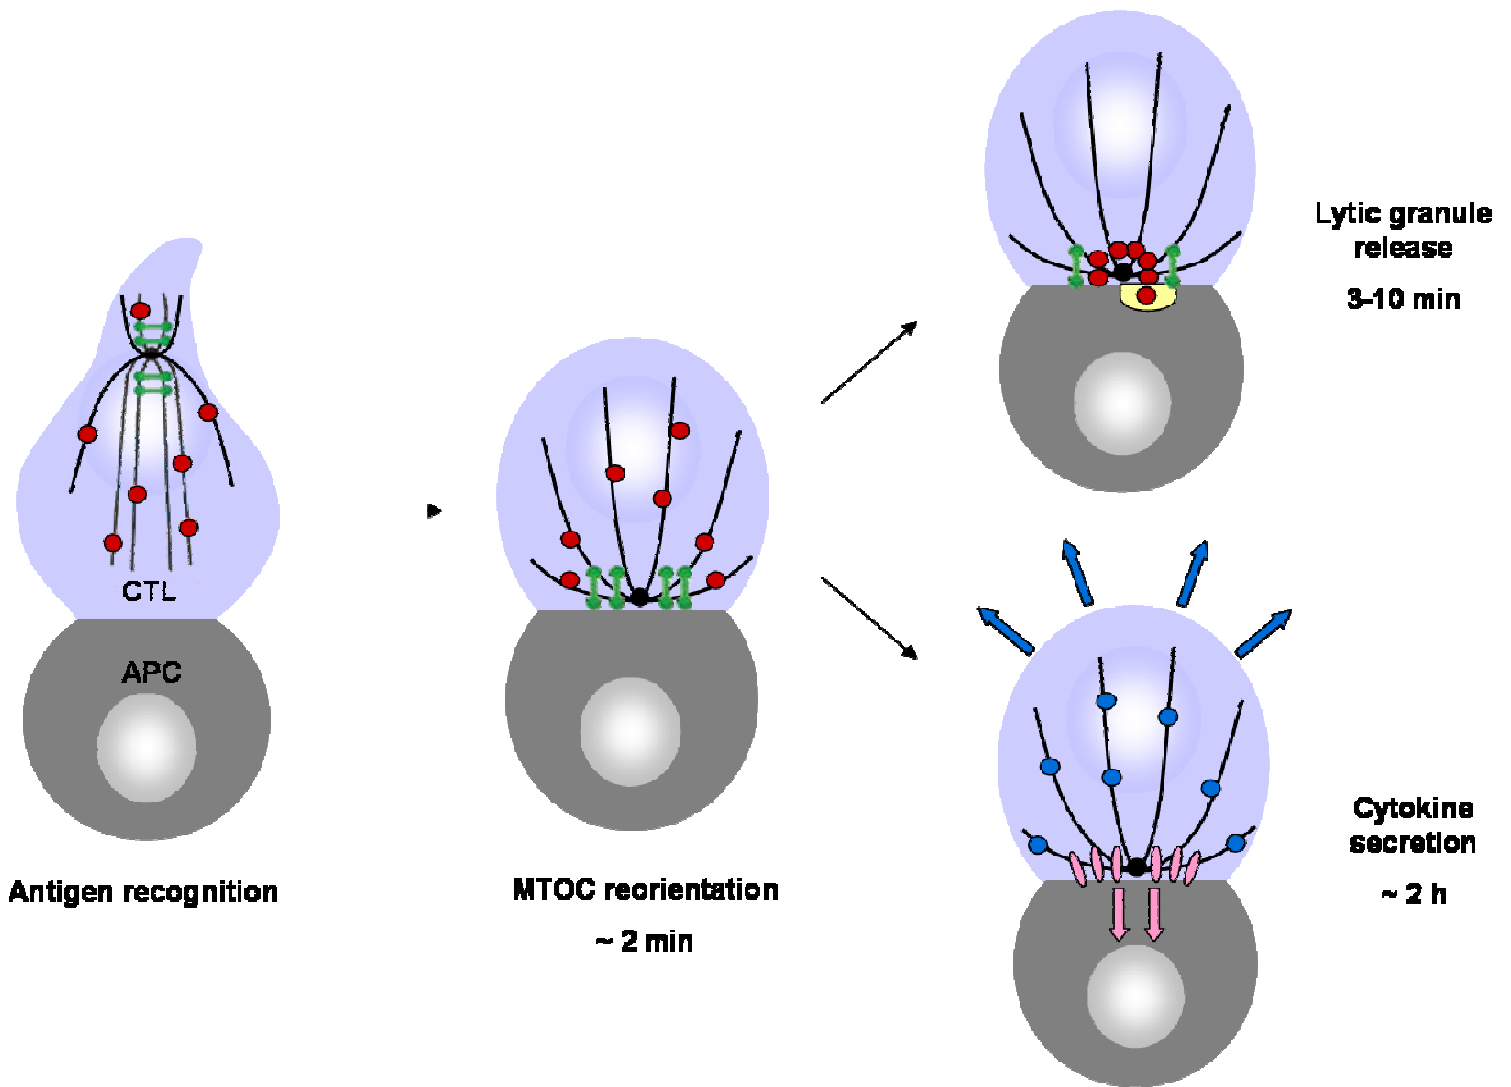 CTL
APC
Antigen recognition
MTOC reorientation
~ 2 min
Lytic granule
release
3-10 min
Cytokine
secretion
~ 2 h